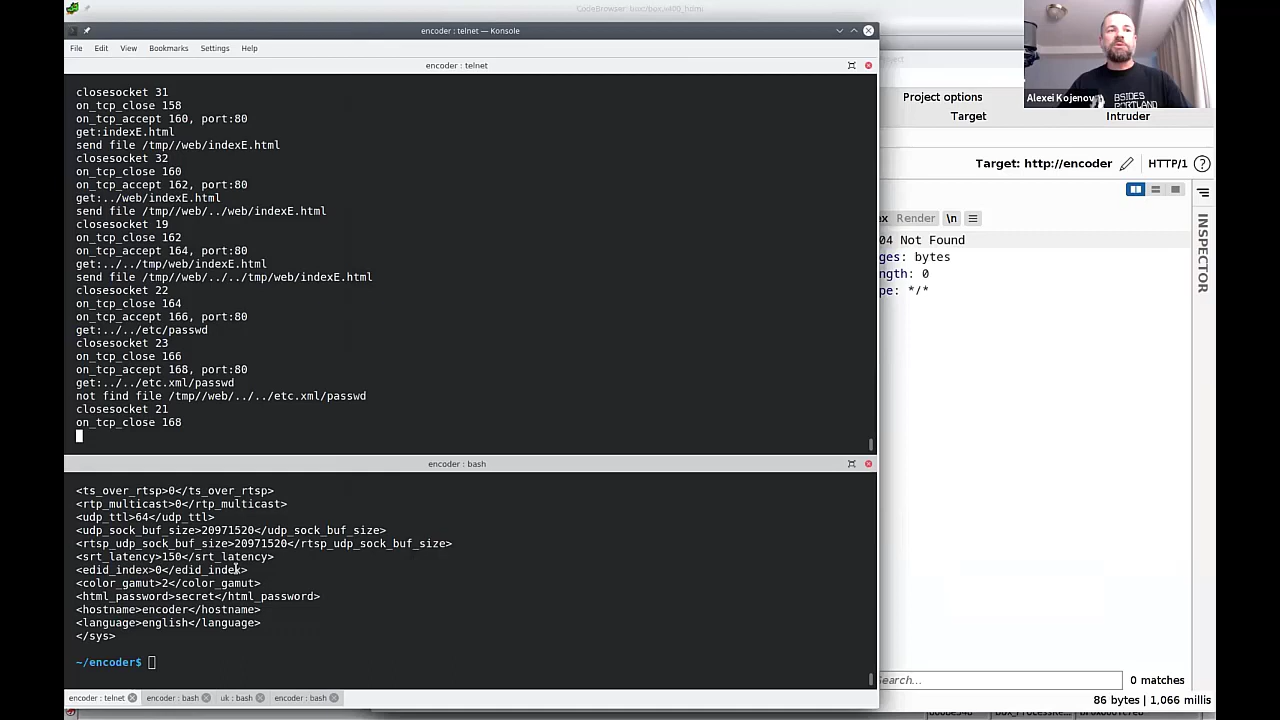 CodeBrowser: box:/box.v400_hdmi
encoder : telnet — Konsole
File Edit View Bookmarks Settings Help
encoder : telnet
closesocket 31
on_tcp_close 158
on_tcp_accept 160, port:80
get:indexE.html
send file /tmp//web/indexE.html
closesocket 32
on_tcp_close 160
on_tcp_accept 162, port:80
get:../web/indexE.html
send file /tmp//web/../web/indexE.html
closesocket 19
on_tcp_close 162
on_tcp_accept 164, port:80
get:../../tmp/web/indexE.html
send file /tmp//web/../../tmp/web/indexE.html
closesocket 22
on_tcp_close 164
on_tcp_accept 166, port:80
get:../../etc/passwd
closesocket 23
on_tcp_close 166
on_tcp_accept 168, port:80
get:../../etc.xml/passwd
not find file /tmp//web/../../etc.xml/passwd
closesocket 21
on_tcp_close 168
encoder : bash
<ts_over_rtsp>0</ts_over_rtsp>
<rtp_multicast>0</rtp_multicast>
<udp_ttl>64</udp_ttl>
<udp_sock_buf_size>20971520</udp_sock_buf_size>
<rtsp_udp_sock_buf_size>20971520</rtsp_udp_sock_buf_size>
<srt_latency>150</srt_latency>
<edid_index>0</edid_index>
<color_gamut>2</color_gamut>
<html_password>secret</html_password>
<hostname>encoder</hostname>
<language>english</language>
</sys>
~/encoder$
encoder : telnet encoder : bash uk : bash encoder : bash
BSIDES
PORTLAND
Alexei Kojenov
Project options
Target Intruder
Target: http://encoder HTTP/1 ?
ex Render \n
04 Not Found
ges: bytes
ngth: 0
pe: */*
INSPECTOR
Search... 0 matches
86 bytes | 1,066 millis